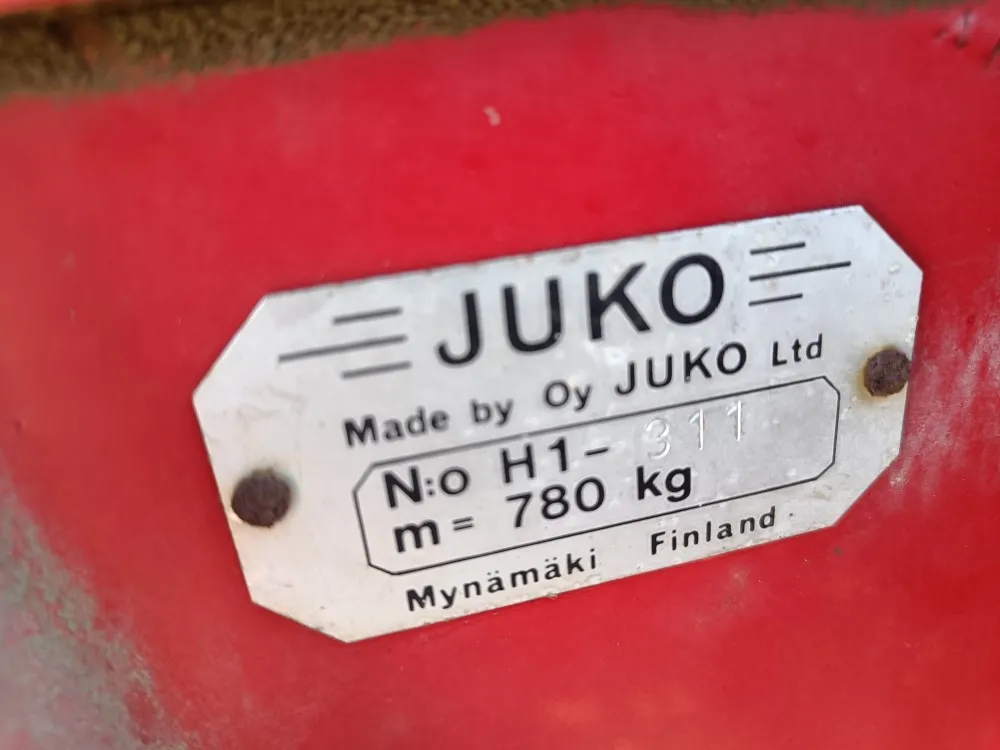 JUKO
Made by Oy JUKO Ltd
N:o H1- 311
m = 780 kg
Mynämäki Finland